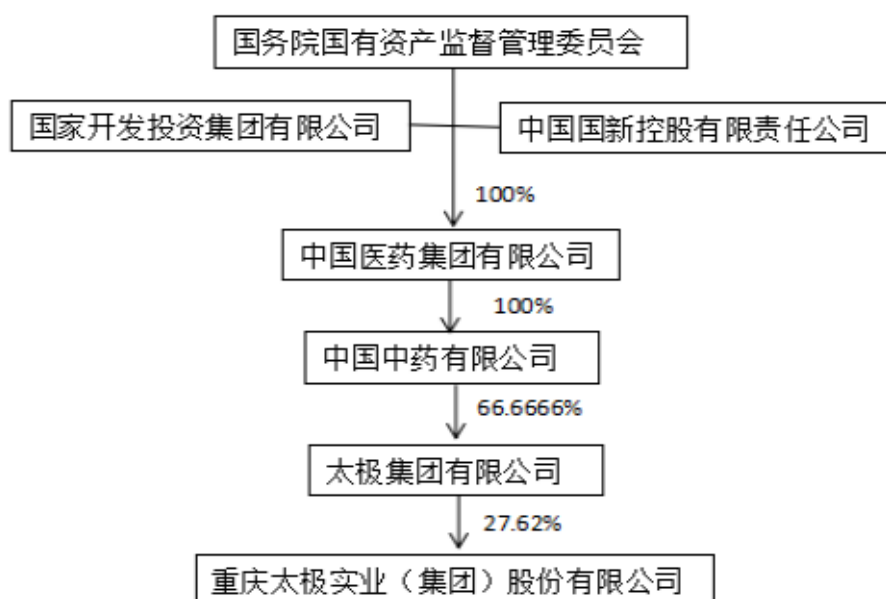 国务院国有资产监督管理委员会
国家开发投资集团有限公司
中国国新控股有限责任公司
100%
中国医药集团有限公司
100%
中国中药有限公司
66.6666%
太极集团有限公司
27.62%
重庆太极实业（集团）股份有限公司